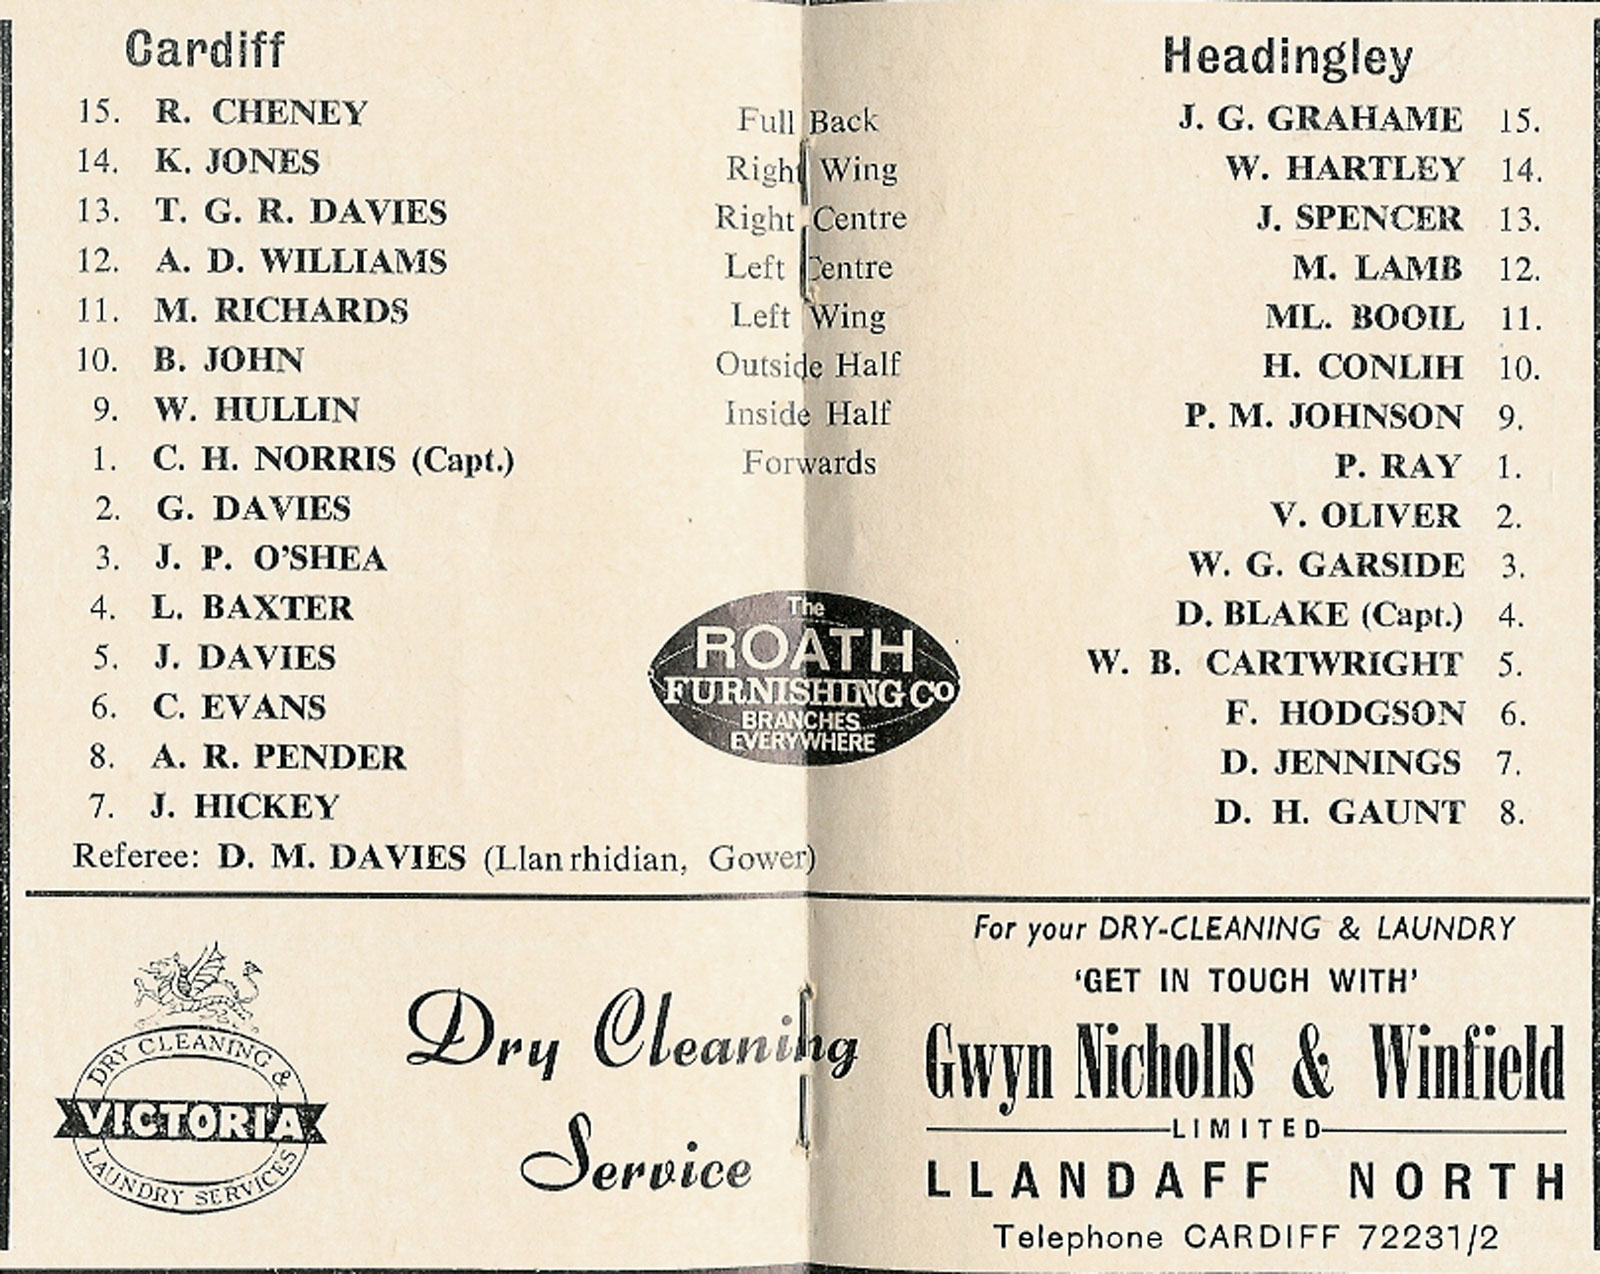 Cardiff
Headingley
15. R. CHENEY Full Back J. G. GRAHAME 15.
14. K. JONES Right Wing W. HARTLEY 14.
13. T. G. R. DAVIES Right Centre J. SPENCER 13.
12. A. D. WILLIAMS Left Centre M. LAMB 12.
11. M. RICHARDS Left Wing ML. BOOIL 11.
10. B. JOHN Outside Half H. CONLIH 10.
9. W. HULLIN Inside Half P. M. JOHNSON 9.
1. C. H. NORRIS (Capt.) Forwards P. RAY 1.
2. G. DAVIES V. OLIVER 2.
3. J. P. O'SHEA W. G. GARSIDE 3.
4. L. BAXTER D. BLAKE (Capt.) 4.
5. J. DAVIES W. B. CARTWRIGHT 5.
6. C. EVANS F. HODGSON 6.
8. A. R. PENDER D. JENNINGS 7.
7. J. HICKEY D. H. GAUNT 8.
The
ROATH
FURNISHING CO
BRANCHES
EVERYWHERE
Referee: D. M. DAVIES (Llanrhidian, Gower)
DRY CLEANING &
VICTORIA
LAUNDRY SERVICES
Dry Cleaning
Service
For your DRY-CLEANING & LAUNDRY
'GET IN TOUCH WITH'
Gwyn Nicholls & Winfield
LIMITED
LLANDAFF NORTH
Telephone CARDIFF 72231/2